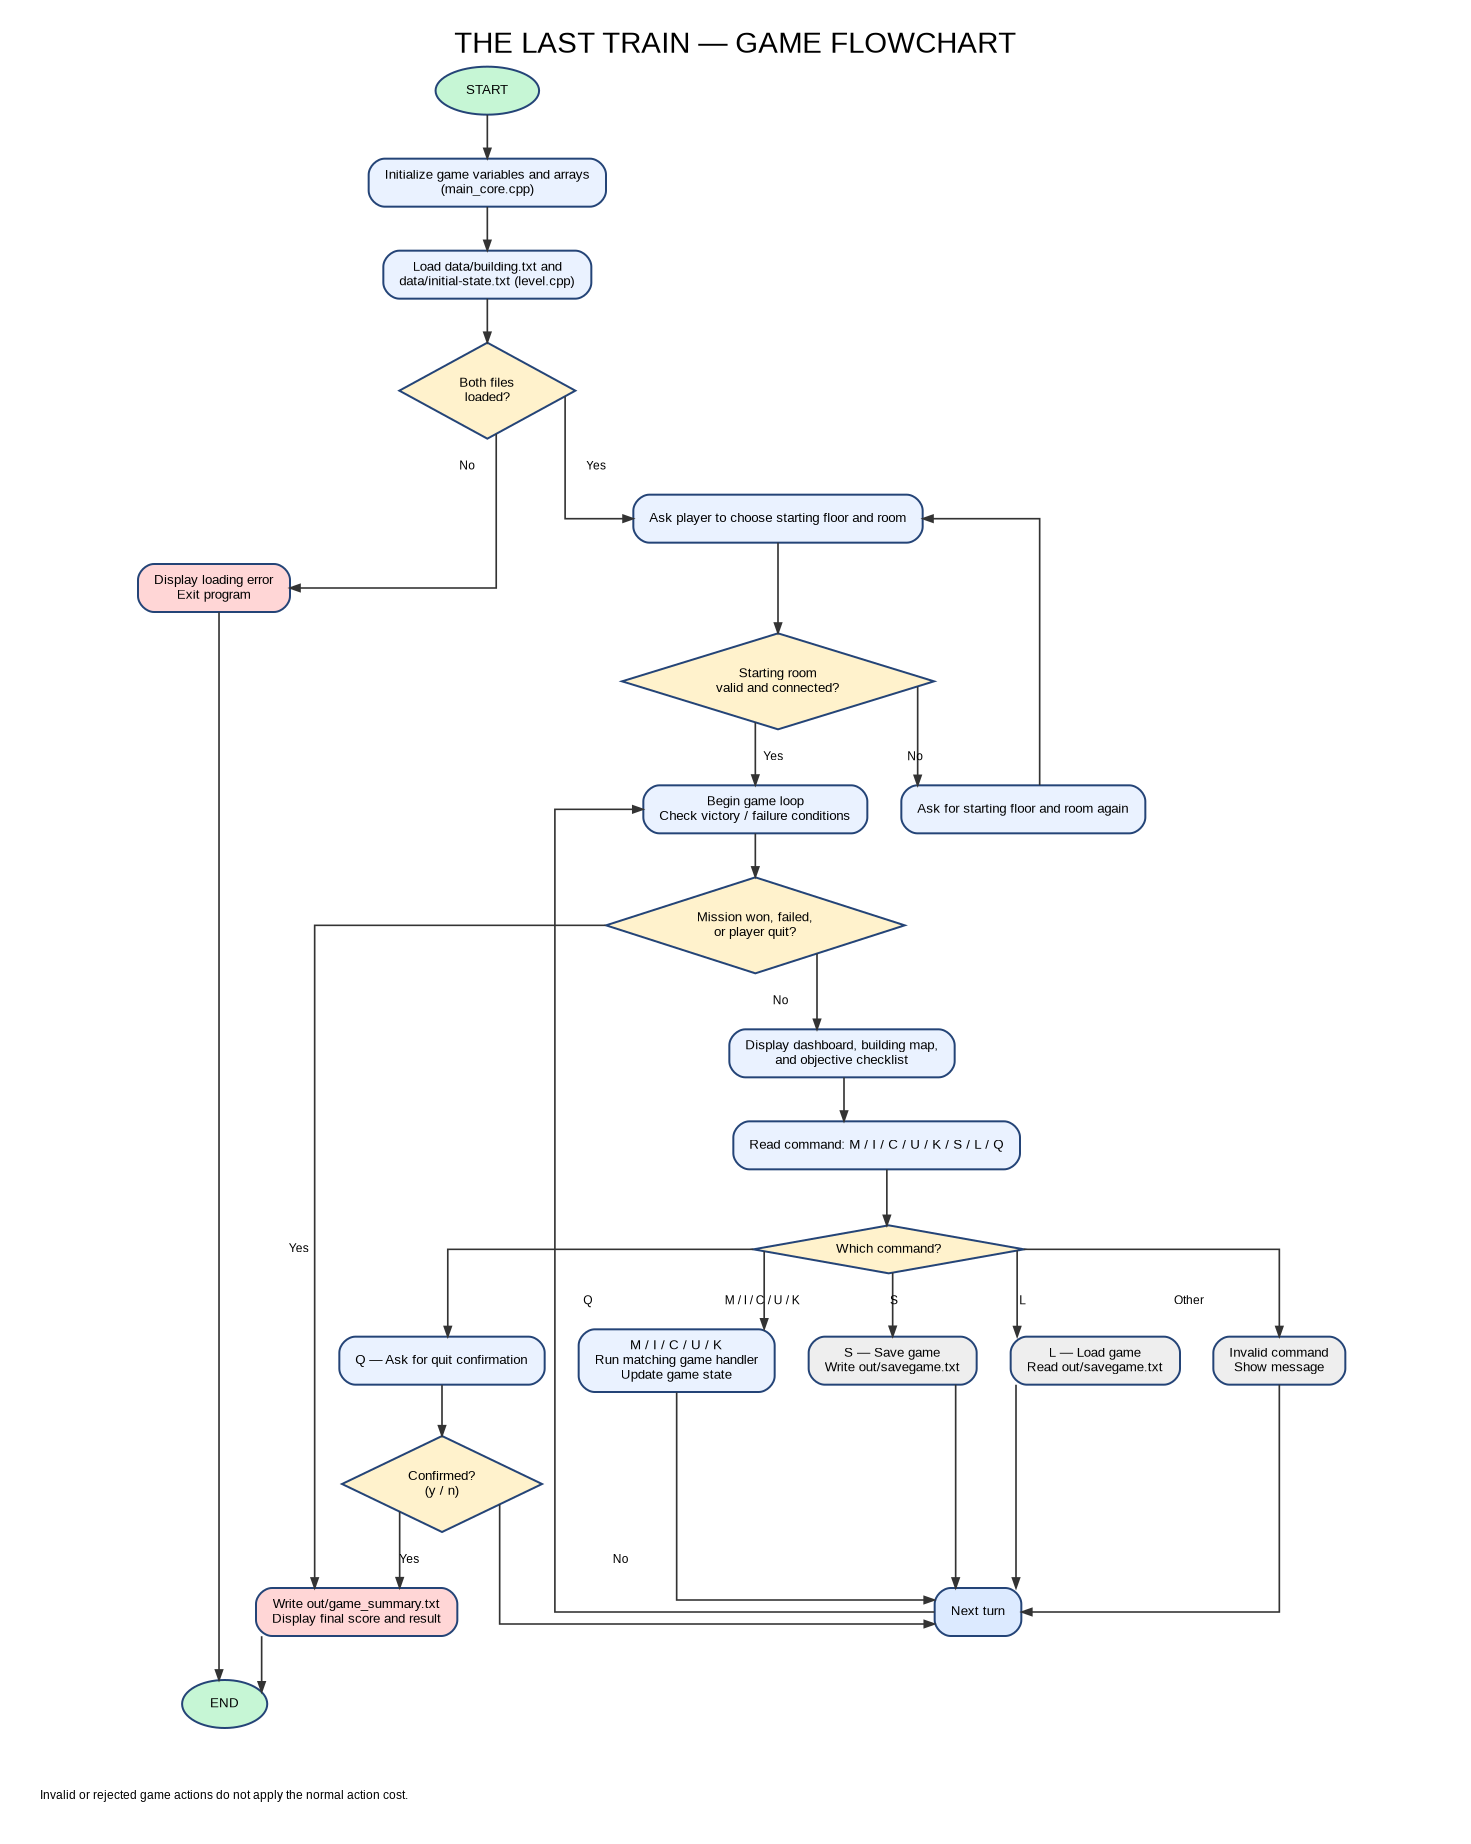 THE LAST TRAIN — GAME FLOWCHART
START
Initialize game variables and arrays
(main_core.cpp)
Load data/building.txt and
data/initial-state.txt (level.cpp)
Both files
loaded?
No
Yes
Ask player to choose starting floor and room
Display loading error
Exit program
Starting room
valid and connected?
Yes
No
Begin game loop
Check victory / failure conditions
Ask for starting floor and room again
Mission won, failed,
or player quit?
No
Display dashboard, building map,
and objective checklist
Read command: M / I / C / U / K / S / L / Q
Yes
Which command?
Q
M / I / C / U / K
S
L
Other
Q — Ask for quit confirmation
M / I / C / U / K
Run matching game handler
Update game state
S — Save game
Write out/savegame.txt
L — Load game
Read out/savegame.txt
Invalid command
Show message
Confirmed?
(y / n)
Yes
No
Write out/game_summary.txt
Display final score and result
Next turn
END
Invalid or rejected game actions do not apply the normal action cost.